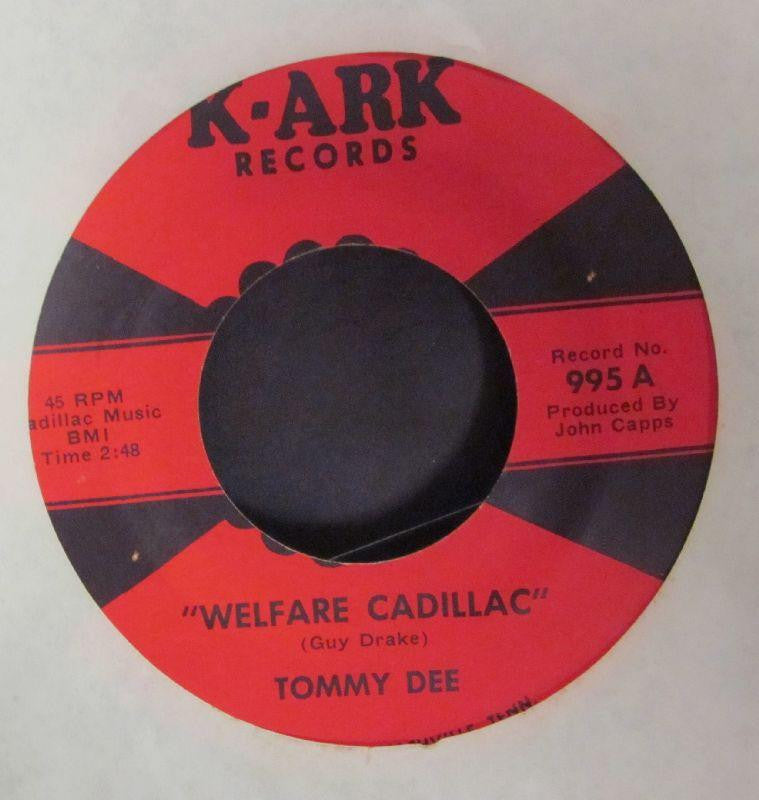 K-ARK
RECORDS
45 RPM
adillac Music
BMI
Time 2:48
Record No.
995 A
Produced By
John Capps
"WELFARE CADILLAC"
(Guy Drake)
TOMMY DEE
TENN.